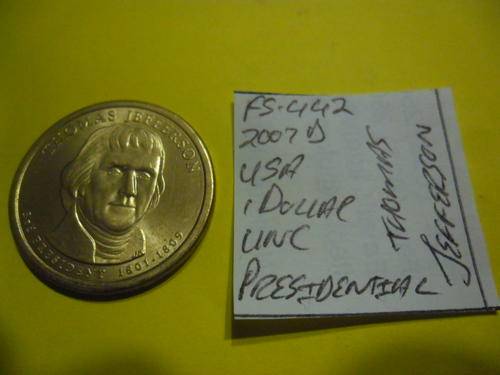 THOMAS JEFFERSON
3RD PRESIDENT 1801-1809
FS-442
2007 D
USA
1 DOLLAR
UNC
PRESIDENTIAL
THOMAS
JEFFERSON